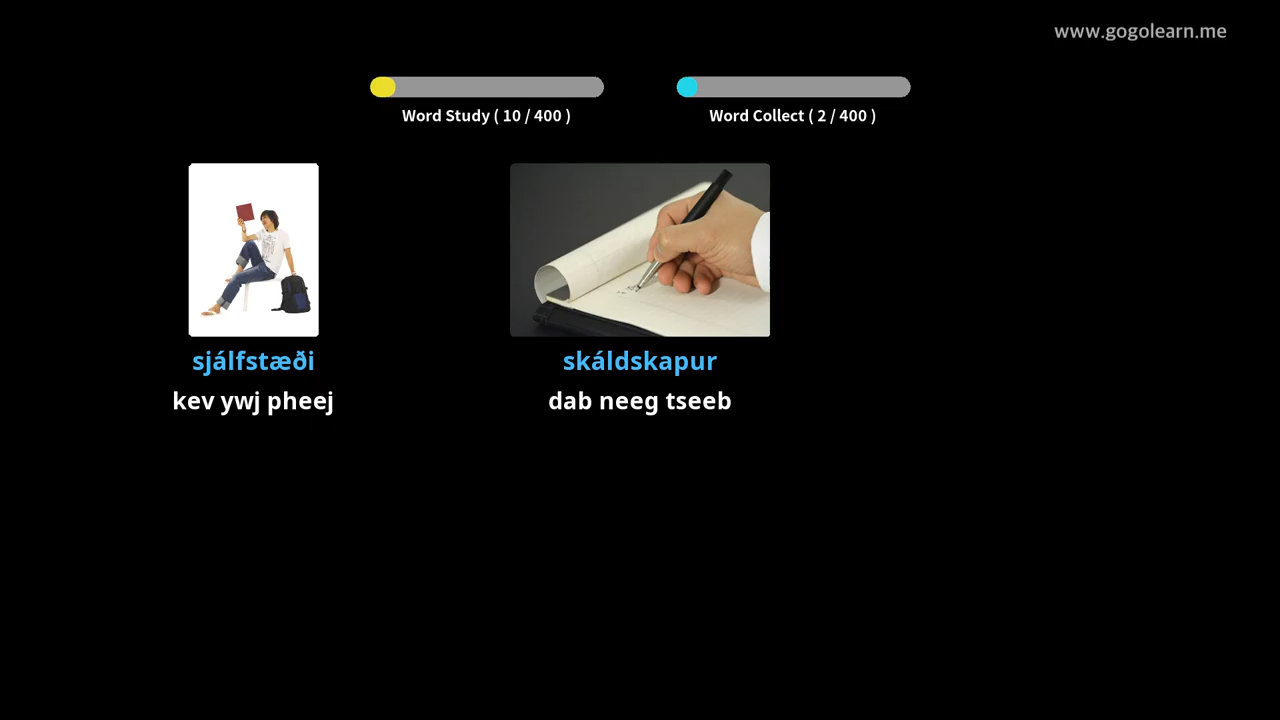 www.gogolearn.me
Word Study ( 10 / 400 )
Word Collect ( 2 / 400 )
sjálfstæði
kev ywj pheej
skáldskapur
dab neeg tseeb